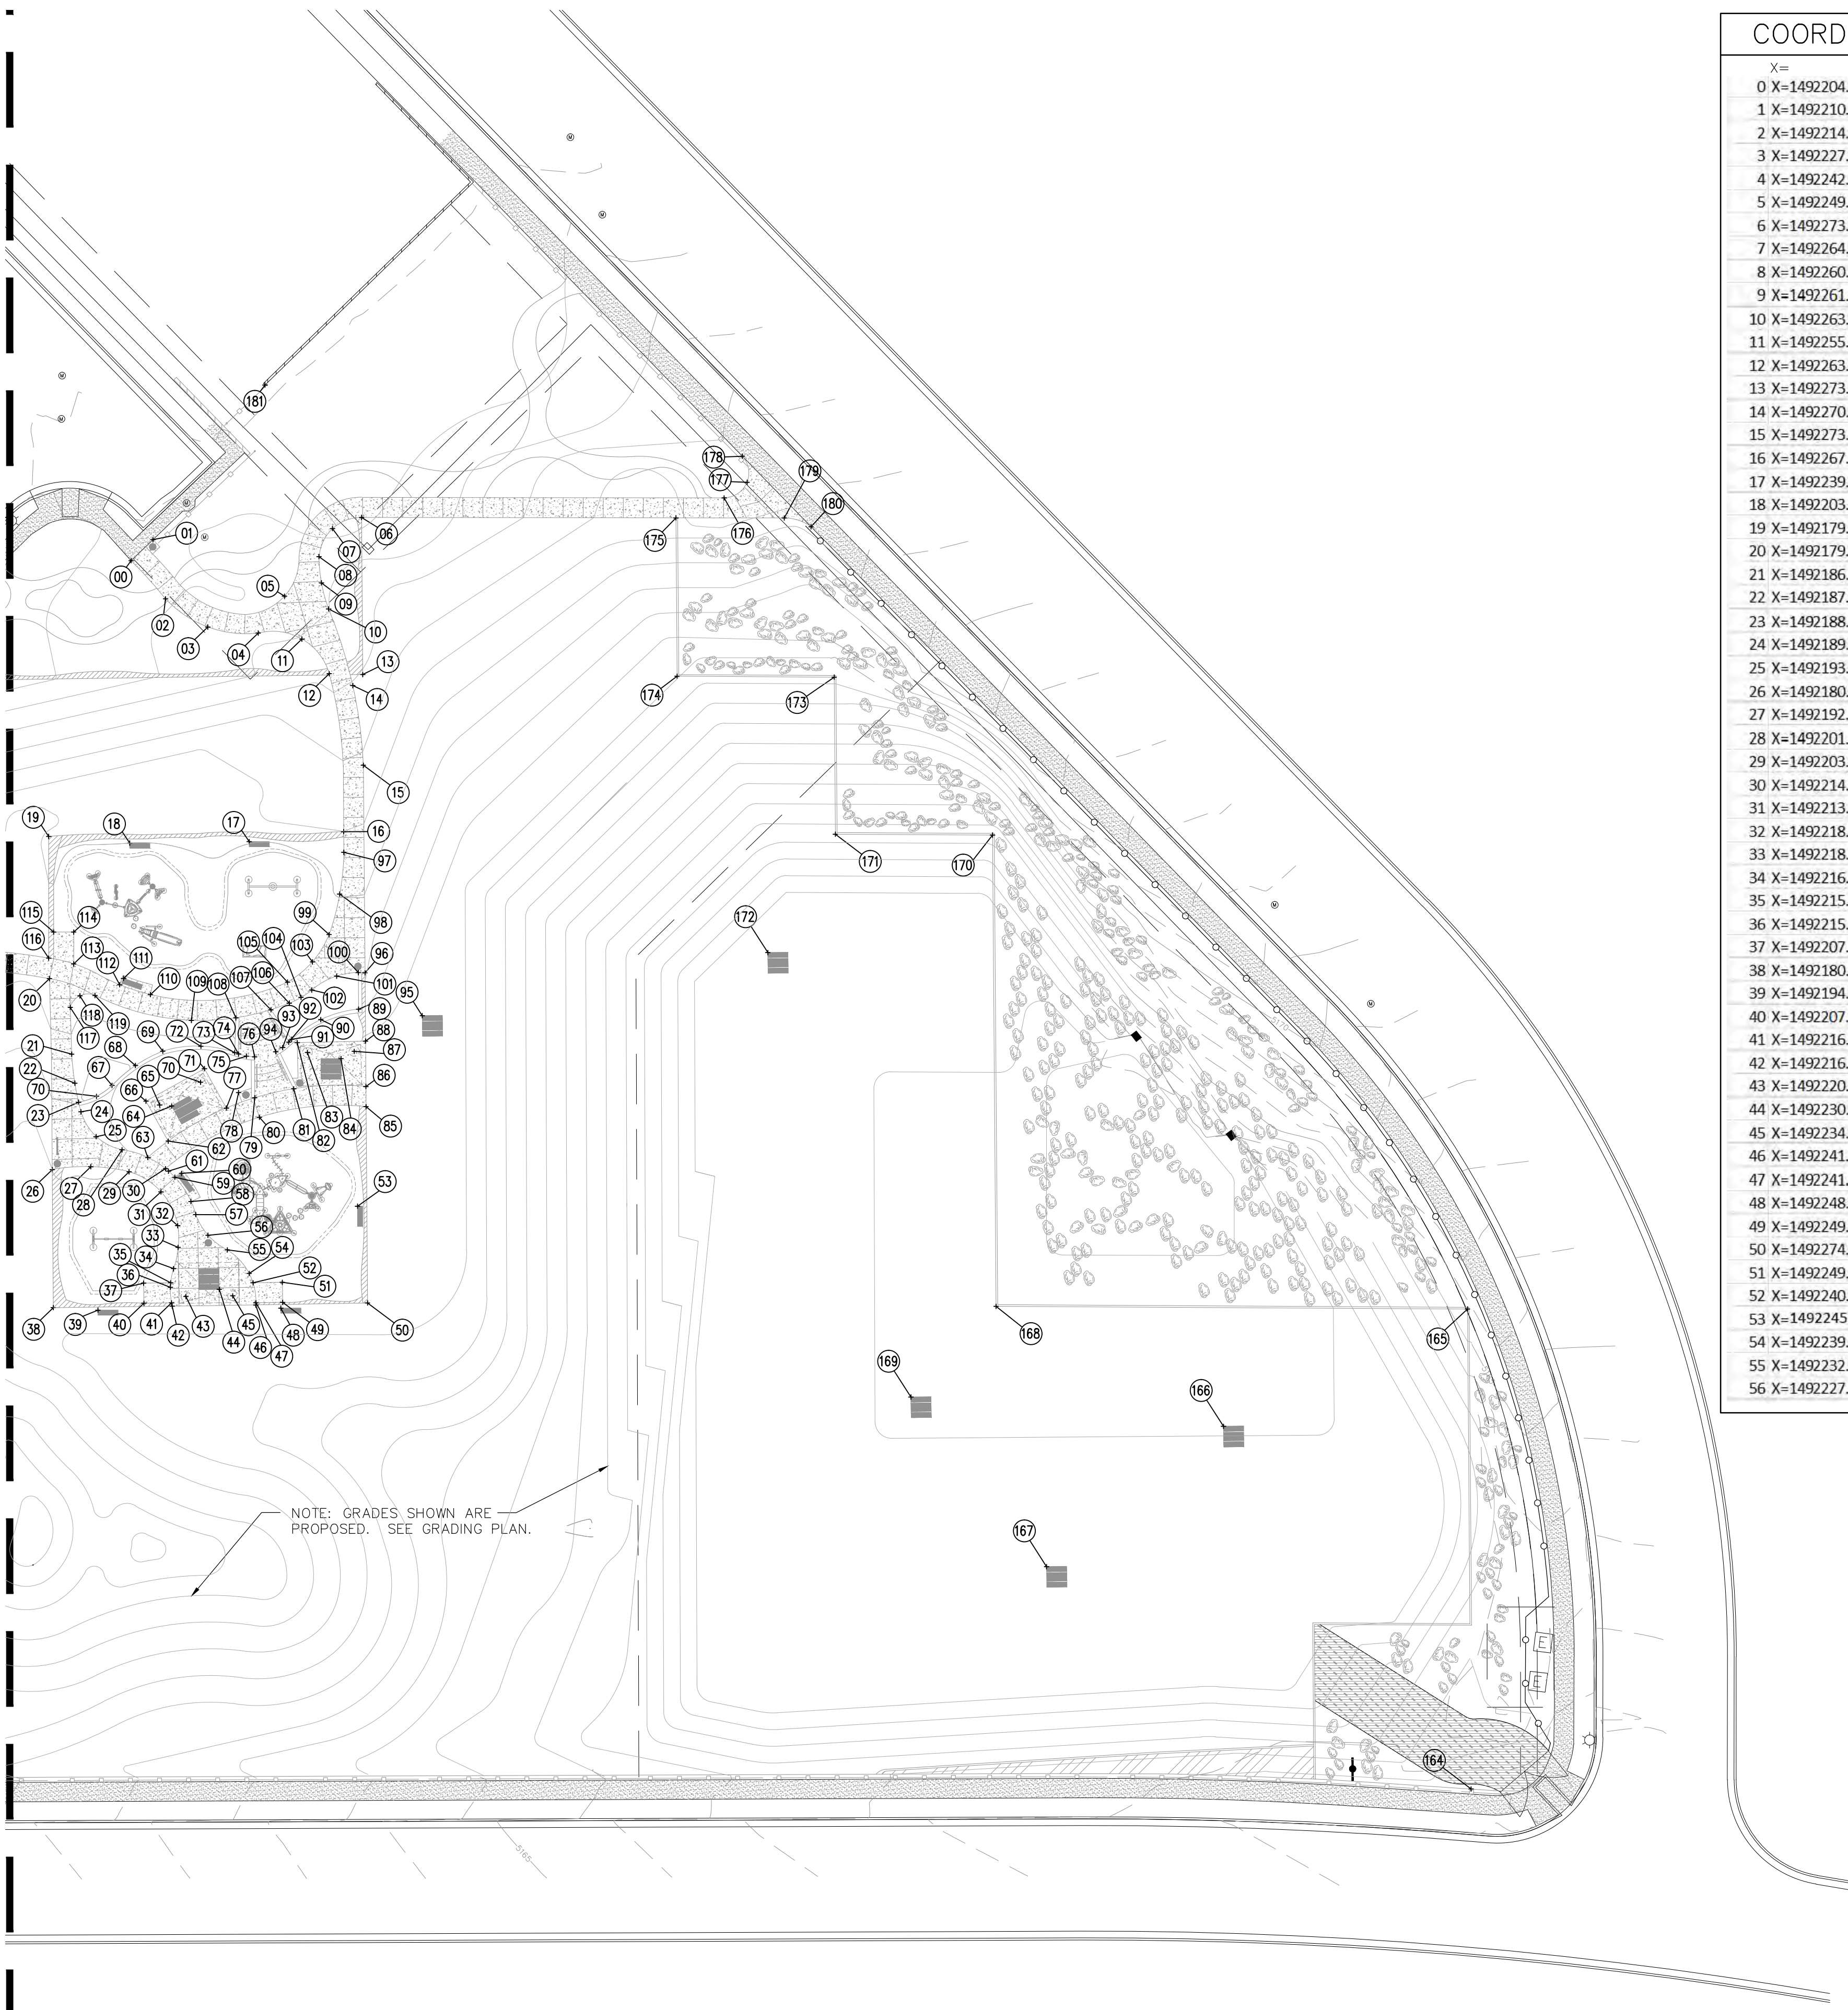 COORD
X=
0 X=1492204.
1 X=1492210.
2 X=1492214.
3 X=1492227.
4 X=1492242.
5 X=1492249.
6 X=1492273.
7 X=1492264.
8 X=1492260.
9 X=1492261.
10 X=1492263.
11 X=1492255.
12 X=1492263.
13 X=1492273.
14 X=1492270.
15 X=1492273.
16 X=1492267.
17 X=1492239.
18 X=1492203.
19 X=1492179.
20 X=1492179.
21 X=1492186.
22 X=1492187.
23 X=1492188.
24 X=1492189.
25 X=1492193.
26 X=1492180.
27 X=1492192.
28 X=1492201.
29 X=1492203.
30 X=1492214.
31 X=1492213.
32 X=1492218.
33 X=1492218.
34 X=1492216.
35 X=1492215.
36 X=1492215.
37 X=1492207.
38 X=1492180.
39 X=1492194.
40 X=1492207.
41 X=1492216.
42 X=1492216.
43 X=1492220.
44 X=1492230.
45 X=1492234.
46 X=1492241.
47 X=1492241.
48 X=1492248.
49 X=1492249.
50 X=1492274.
51 X=1492249.
52 X=1492240.
53 X=1492245
54 X=1492239.
55 X=1492232.
56 X=1492227.
M
M
M
181
M
M
M
178
179
177
180
01
06
175
176
07
00
08
05
09
02
10
03
04
11
13
12
14
174
173
15
19
18
17
16
97
171
170
98
115
114
99
172
116
113
105
104
103
112
111
100
96
M
110
109
108
107
106
102
101
95
20
118
119
69
72
73
74
94
93
92
89
M
21
117
68
76
90
88
22
67
71
75
91
87
70
66
65
70
77
86
23
24
64
78
81
83
84
85
25
63
79
80
82
26
27
28
29
30
61
62
60
59
53
31
32
58
57
33
56
34
55
54
35
52
36
51
37
38
39
40
41
42
43
44
45
46
47
48
49
50
168
165
169
166
NOTE: GRADES SHOWN ARE
PROPOSED. SEE GRADING PLAN.
167
E
E
164
5165